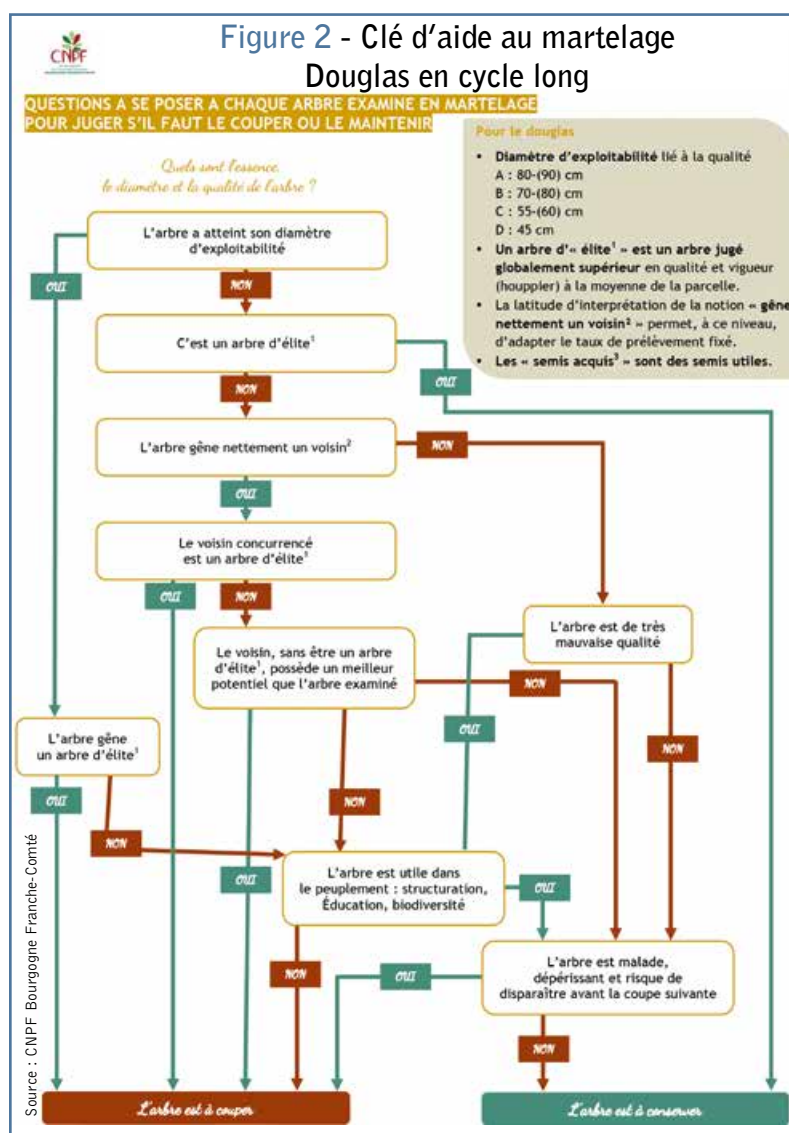 Figure 2 - Clé d'aide au martelage
Douglas en cycle long
CNPF
QUESTIONS A SE POSER A CHAQUE ARBRE EXAMINE EN MARTELAGE
POUR JUGER S'IL FAUT LE COUPER OU LE MAINTENIR
Quels sont l'essence,
le diamètre et la qualité de l'arbre ?
Pour le douglas
• Diamètre d'exploitabilité lié à la qualité
A : 80-(90) cm
B : 70-(80) cm
C : 55-(60) cm
D : 45 cm
• Un arbre d'« élite¹ » est un arbre jugé
globalement supérieur en qualité et vigueur
(houppier) à la moyenne de la parcelle.
• La latitude d'interprétation de la notion « gêne
nettement un voisin² » permet, à ce niveau,
d'adapter le taux de prélèvement fixé.
• Les « semis acquis³ » sont des semis utiles.
L'arbre a atteint son diamètre
d'exploitabilité
OUI
NON
C'est un arbre d'élite¹
OUI
NON
L'arbre gêne nettement un voisin²
NON
OUI
Le voisin concurrencé
est un arbre d'élite¹
OUI
NON
L'arbre est de très
mauvaise qualité
Le voisin, sans être un arbre
d'élite¹, possède un meilleur
potentiel que l'arbre examiné
NON
OUI
NON
L'arbre gêne
un arbre d'élite¹
OUI
NON
NON
OUI
L'arbre est utile dans
le peuplement : structuration,
Éducation, biodiversité
OUI
NON
L'arbre est malade,
dépérissant et risque de
disparaître avant la coupe suivante
OUI
NON
L'arbre est à couper
L'arbre est à conserver
Source : CNPF Bourgogne Franche-Comté